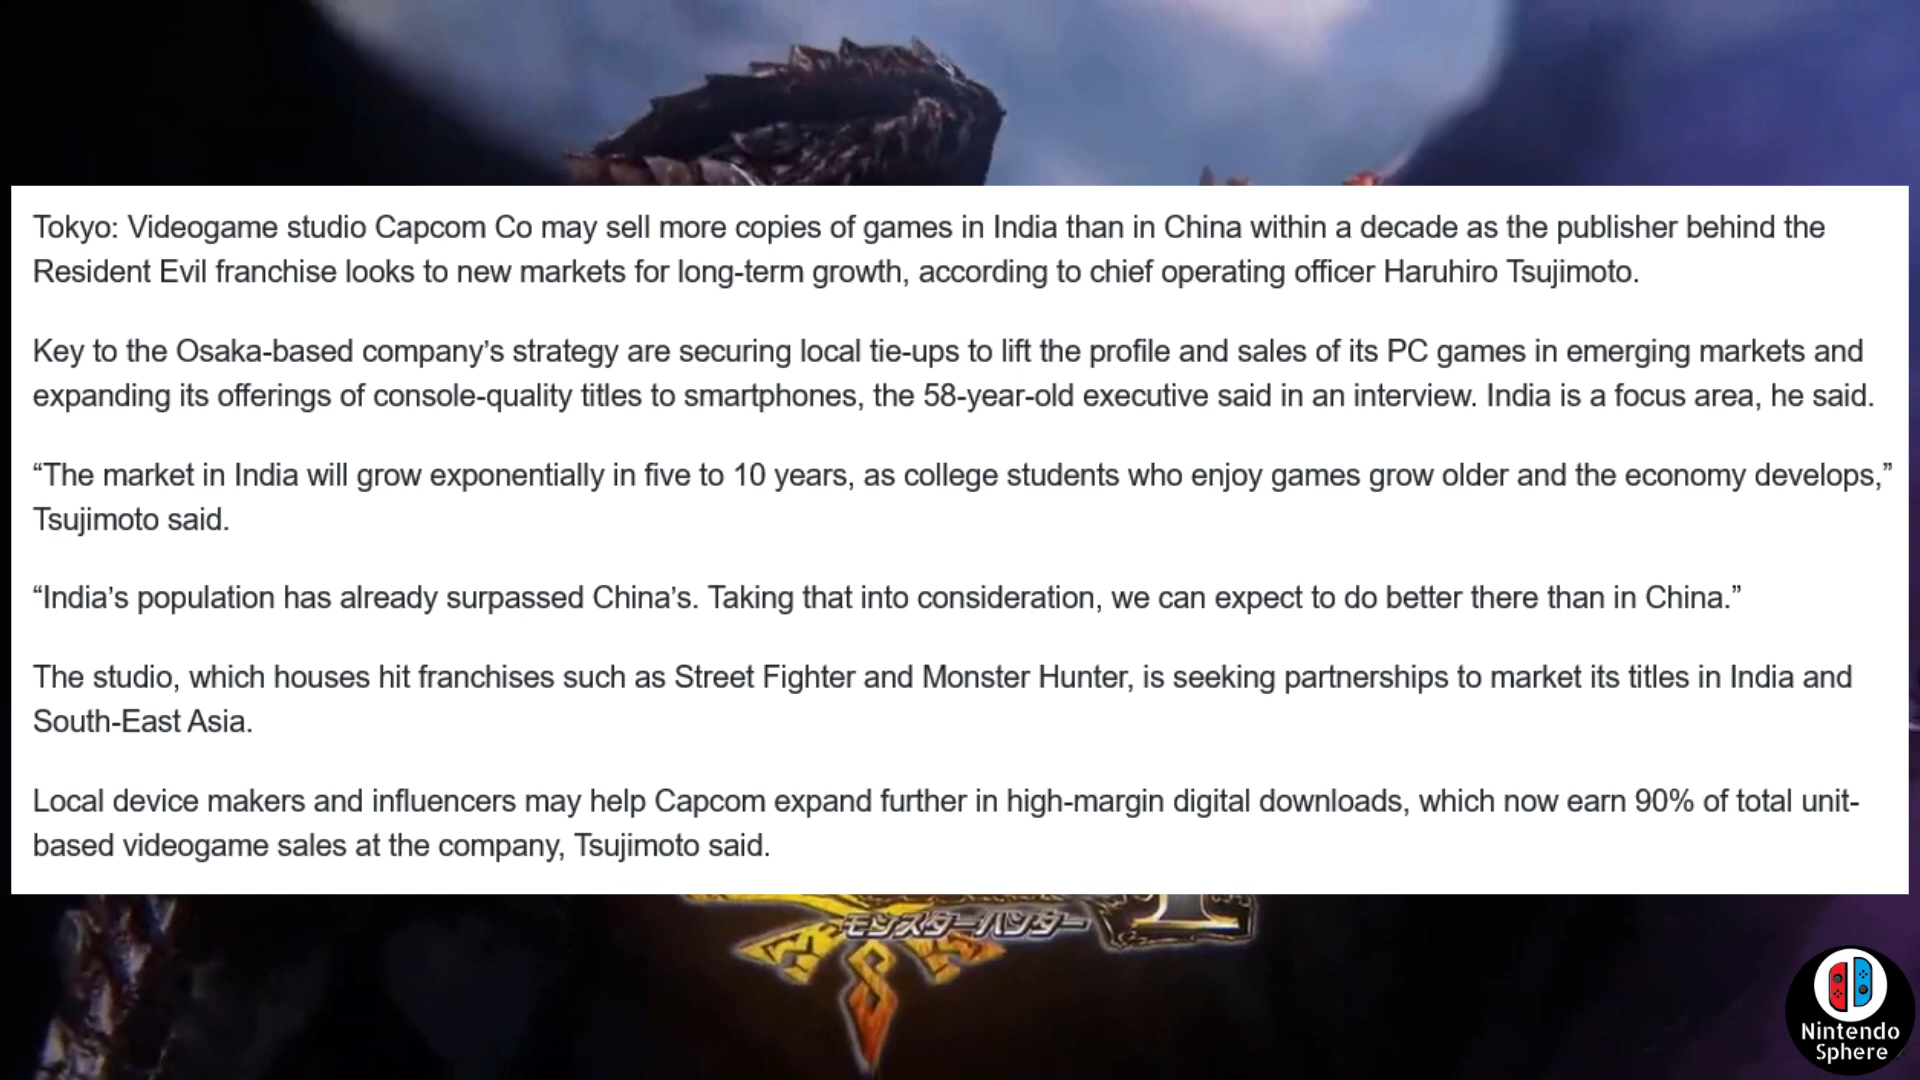 Tokyo: Videogame studio Capcom Co may sell more copies of games in India than in China within a decade as the publisher behind the
Resident Evil franchise looks to new markets for long-term growth, according to chief operating officer Haruhiro Tsujimoto.
Key to the Osaka-based company’s strategy are securing local tie-ups to lift the profile and sales of its PC games in emerging markets and
expanding its offerings of console-quality titles to smartphones, the 58-year-old executive said in an interview. India is a focus area, he said.
“The market in India will grow exponentially in five to 10 years, as college students who enjoy games grow older and the economy develops,”
Tsujimoto said.
“India’s population has already surpassed China’s. Taking that into consideration, we can expect to do better there than in China.”
The studio, which houses hit franchises such as Street Fighter and Monster Hunter, is seeking partnerships to market its titles in India and
South-East Asia.
Local device makers and influencers may help Capcom expand further in high-margin digital downloads, which now earn 90% of total unit-
based videogame sales at the company, Tsujimoto said.
モンスターハンター
Nintendo
Sphere